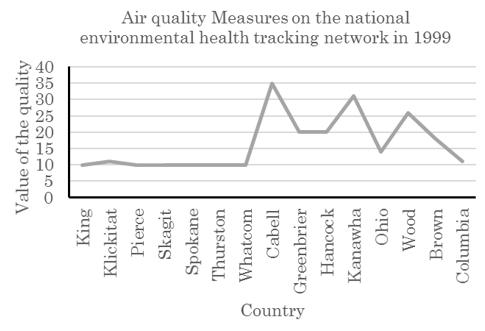 Air quality Measures on the national
environmental health tracking network in 1999
Value of the quality
40
35
30
25
20
15
10
5
0
King
Klickitat
Pierce
Skagit
Spokane
Thurston
Whatcom
Cabell
Greenbrier
Hancock
Kanawha
Ohio
Wood
Brown
Columbia
Country